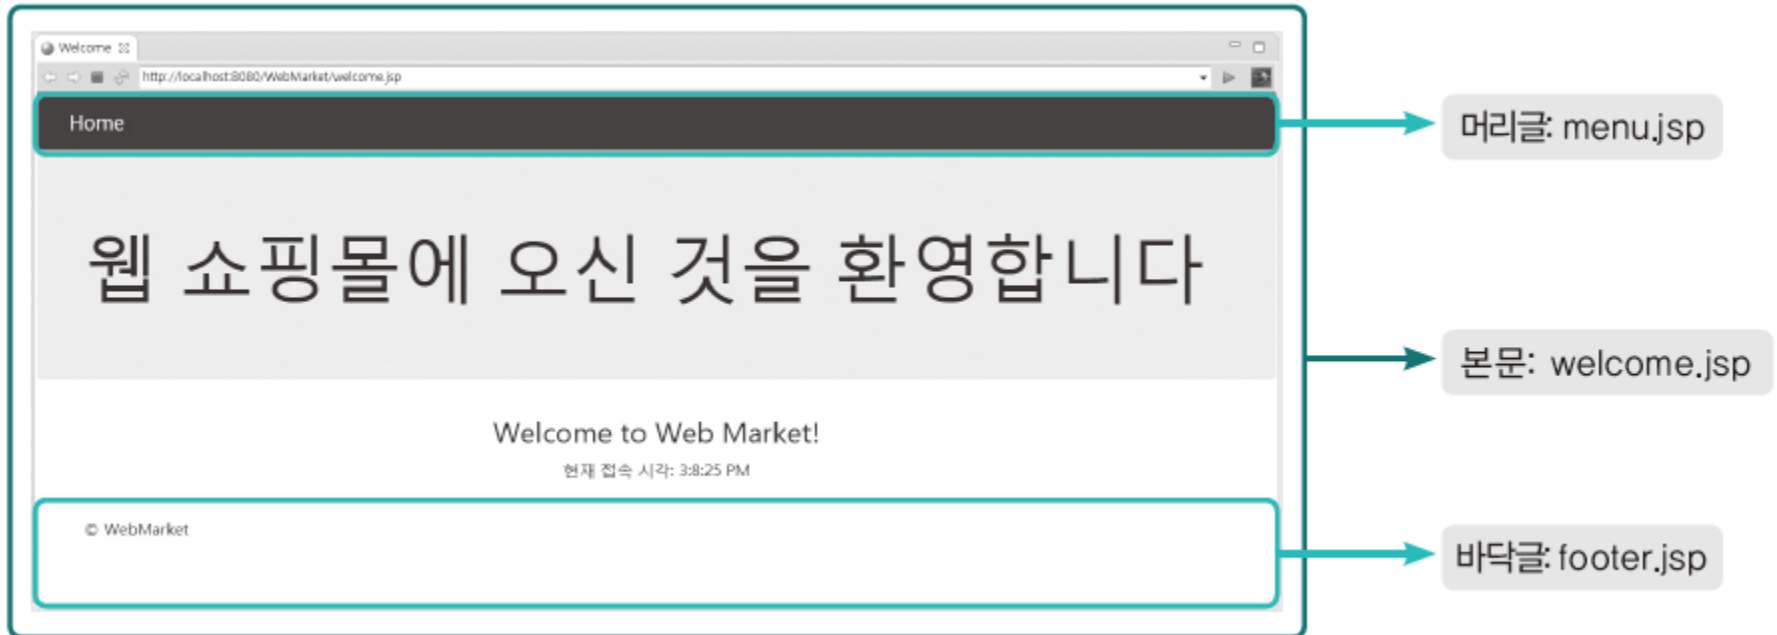 Welcome
http://localhost:8080/WebMarket/welcome.jsp
Home
머리글: menu.jsp
웹 쇼핑몰에 오신 것을 환영합니다
본문: welcome.jsp
Welcome to Web Market!
현재 접속 시각: 3:8:25 PM
© WebMarket
바닥글: footer.jsp